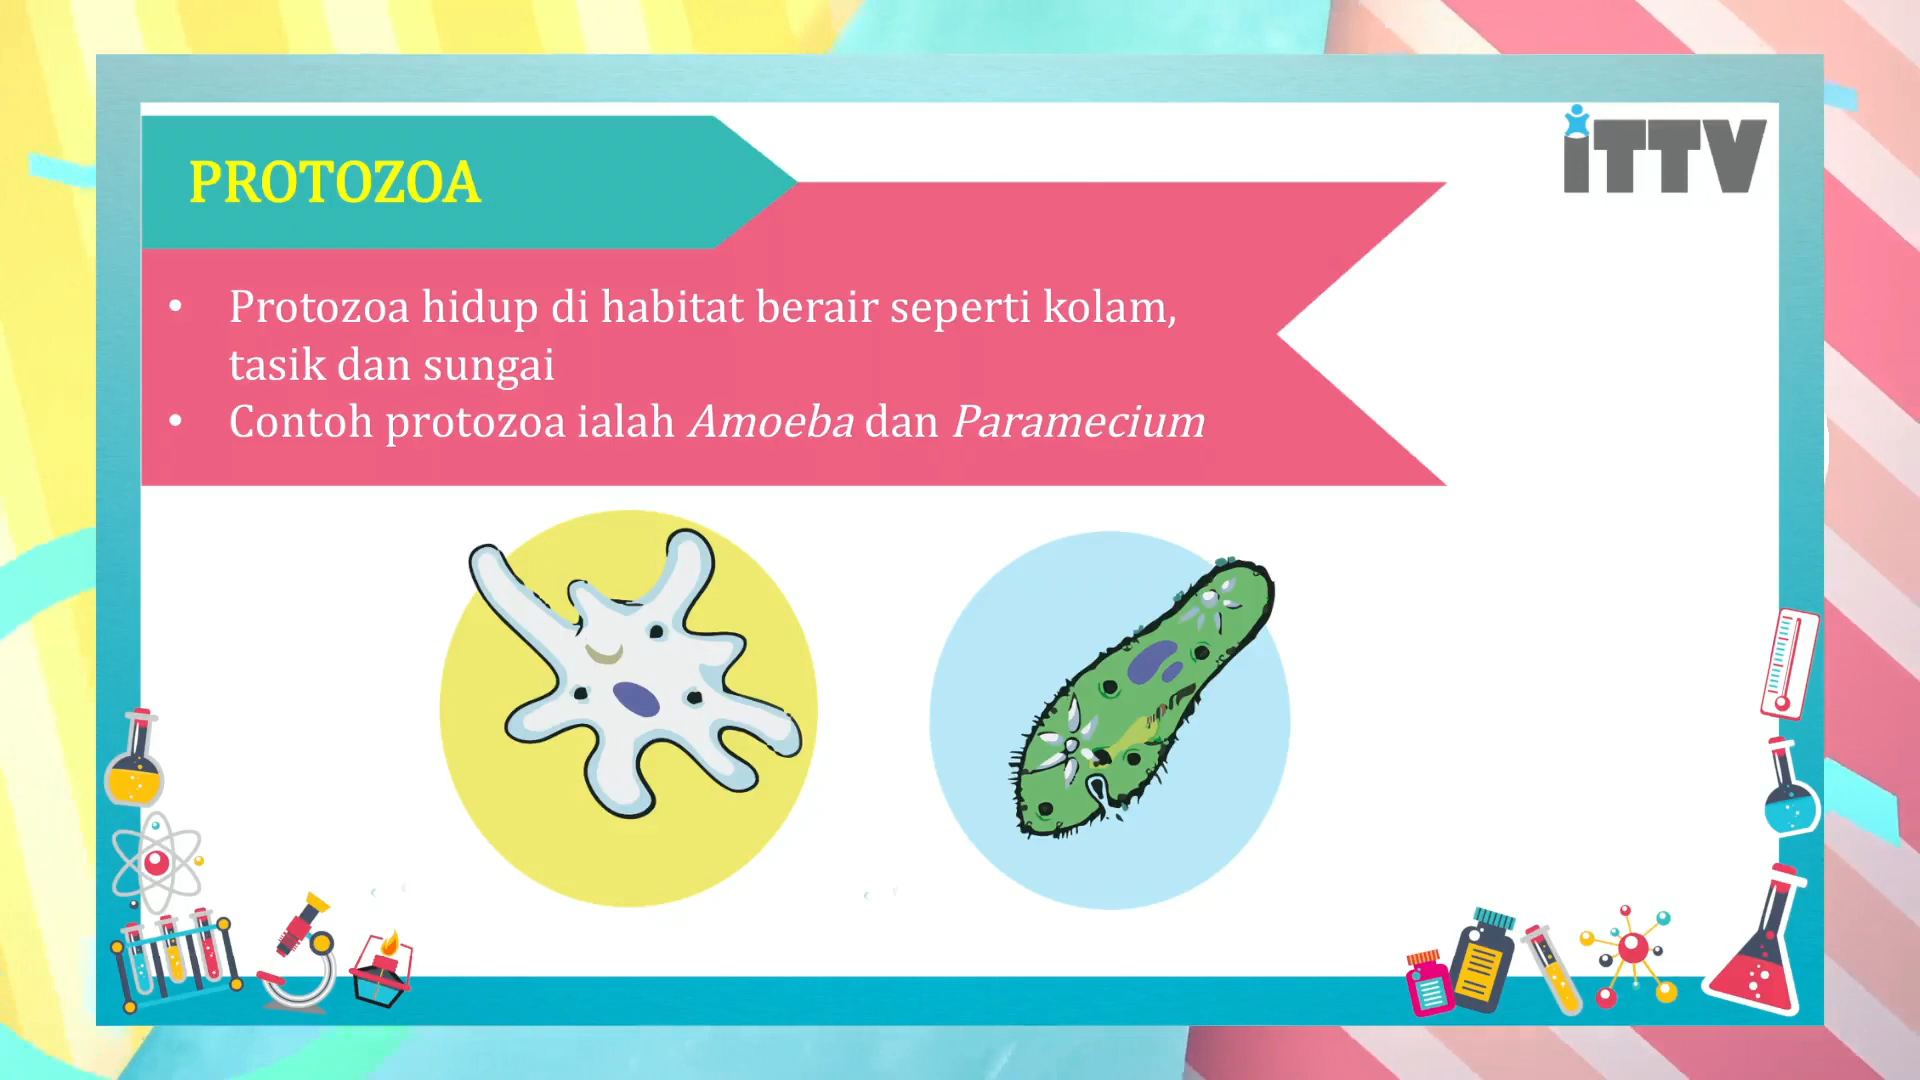 PROTOZOA
iTTV
• Protozoa hidup di habitat berair seperti kolam,
tasik dan sungai
• Contoh protozoa ialah Amoeba dan Paramecium